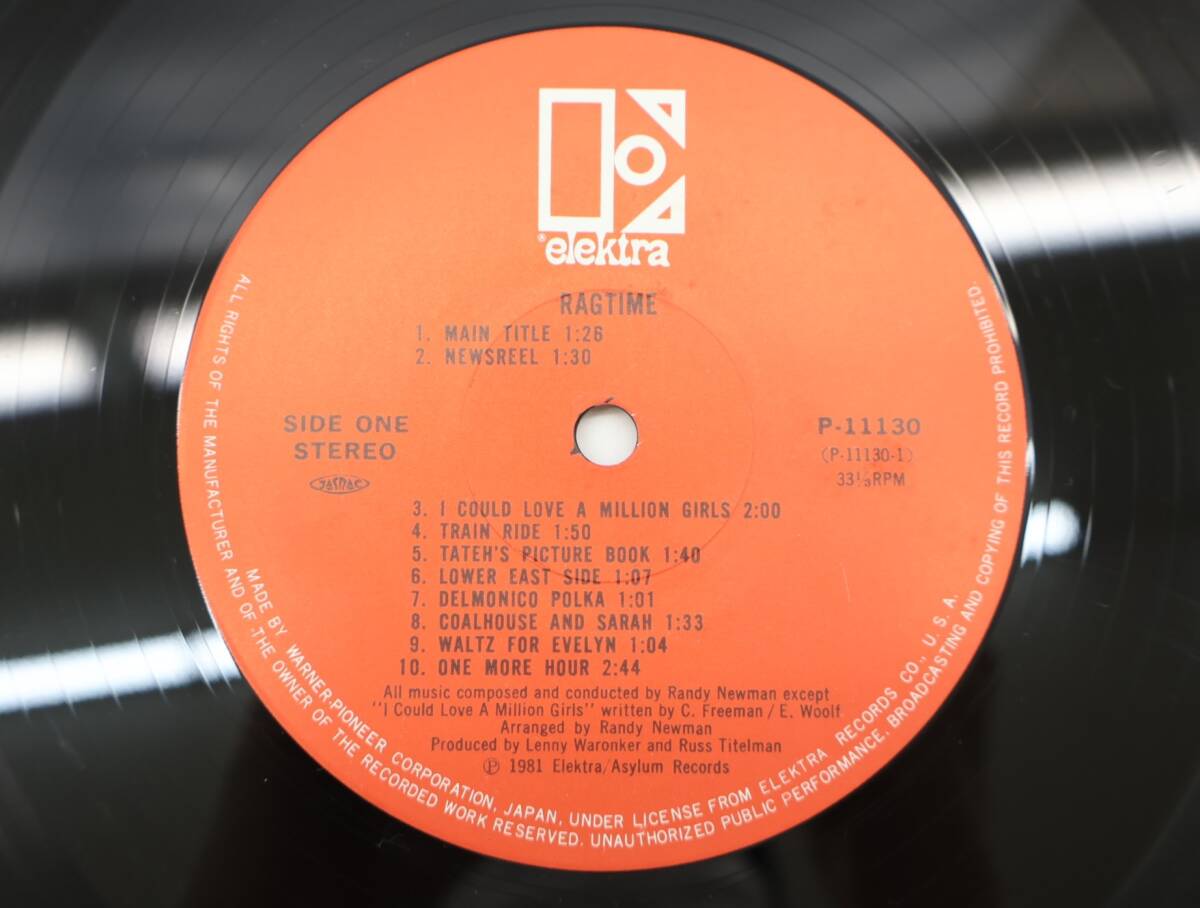 ®elektra
RAGTIME
1. MAIN TITLE 1:26
2. NEWSREEL 1:30
SIDE ONE
STEREO
JASRAC
P-11130
(P-11130-1)
33⅓RPM
3. I COULD LOVE A MILLION GIRLS 2:00
4. TRAIN RIDE 1:50
5. TATEH'S PICTURE BOOK 1:40
6. LOWER EAST SIDE 1:07
7. DELMONICO POLKA 1:01
8. COALHOUSE AND SARAH 1:33
9. WALTZ FOR EVELYN 1:04
10. ONE MORE HOUR 2:44
All music composed and conducted by Randy Newman except
"I Could Love A Million Girls" written by C. Freeman/E. Woolf.
Arranged by Randy Newman
Produced by Lenny Waronker and Russ Titelman
℗ 1981 Elektra/Asylum Records
MADE BY WARNER-PIONEER CORPORATION, JAPAN, UNDER LICENSE FROM ELEKTRA RECORDS CO., U. S. A.
ALL RIGHTS OF THE MANUFACTURER AND OF THE OWNER OF THE RECORDED WORK RESERVED. UNAUTHORIZED PUBLIC PERFORMANCE, BROADCASTING AND COPYING OF THIS RECORD PROHIBITED.